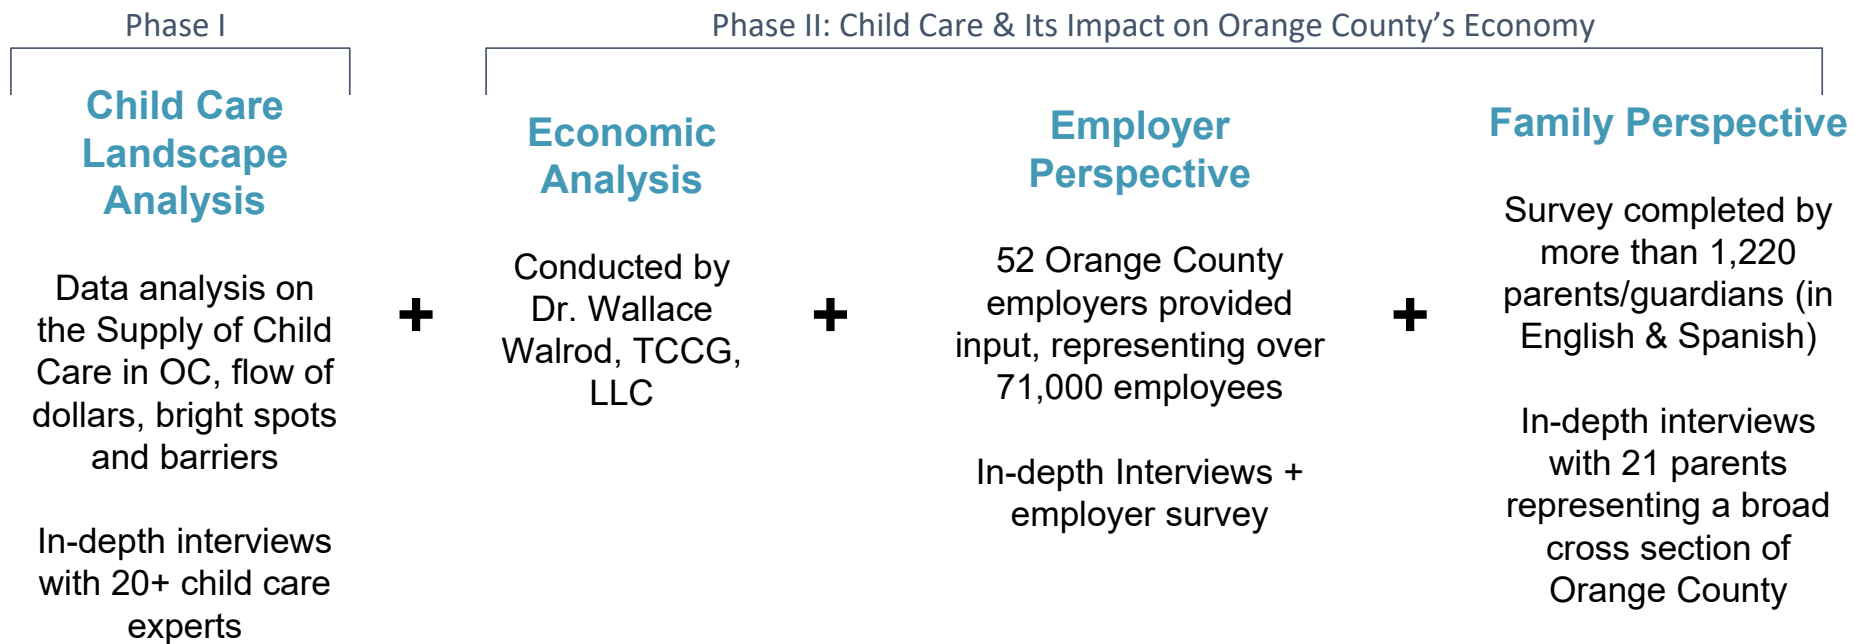 Phase I
Child Care
Landscape
Analysis
Data analysis on
the Supply of Child
Care in OC, flow of
dollars, bright spots
and barriers
In-depth interviews
with 20+ child care
experts
+
Phase II: Child Care & Its Impact on Orange County's Economy
Economic
Analysis
Conducted by
Dr. Wallace
Walrod, TCCG,
LLC
+
Employer
Perspective
52 Orange County
employers provided
input, representing over
71,000 employees
In-depth Interviews +
employer survey
+
Family Perspective
Survey completed by
more than 1,220
parents/guardians (in
English & Spanish)
In-depth interviews
with 21 parents
representing a broad
cross section of
Orange County